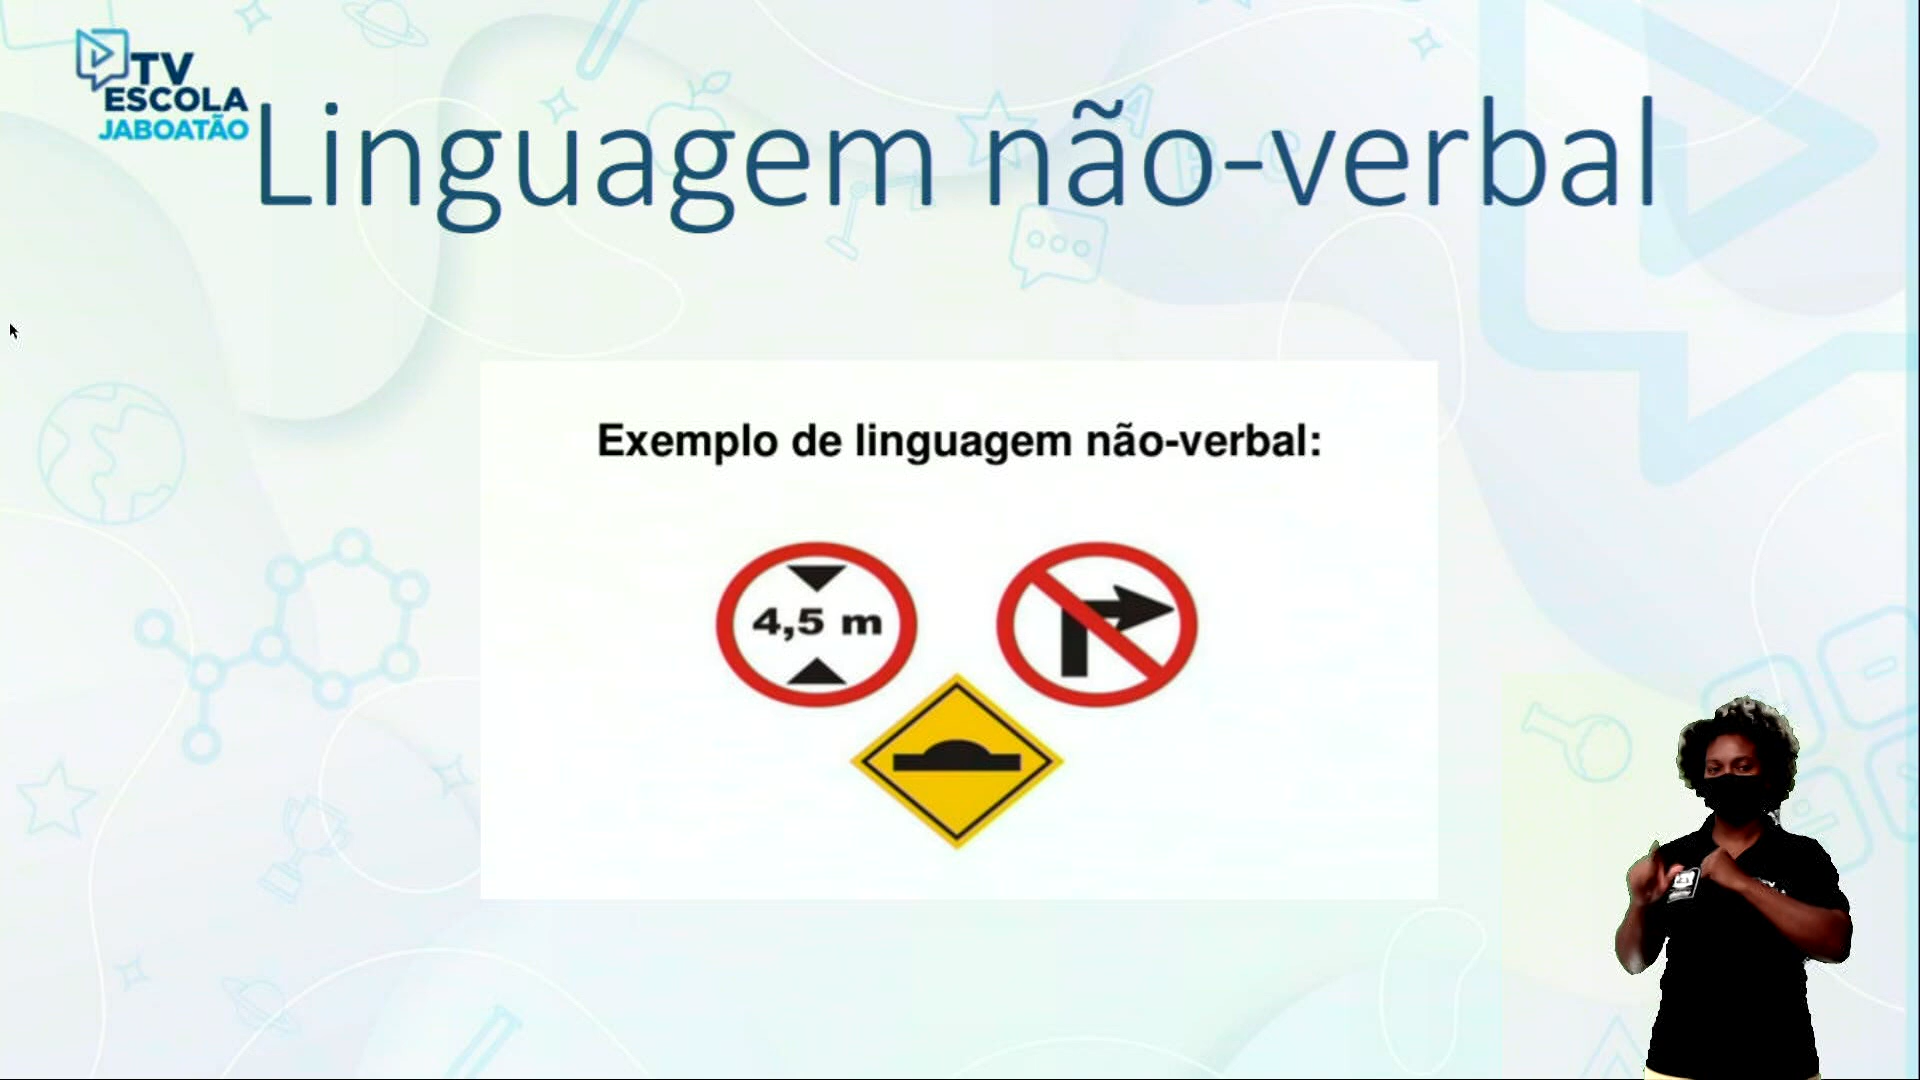 TV
ESCOLA
JABOATÃO
Linguagem não-verbal
Exemplo de linguagem não-verbal:
4,5 m